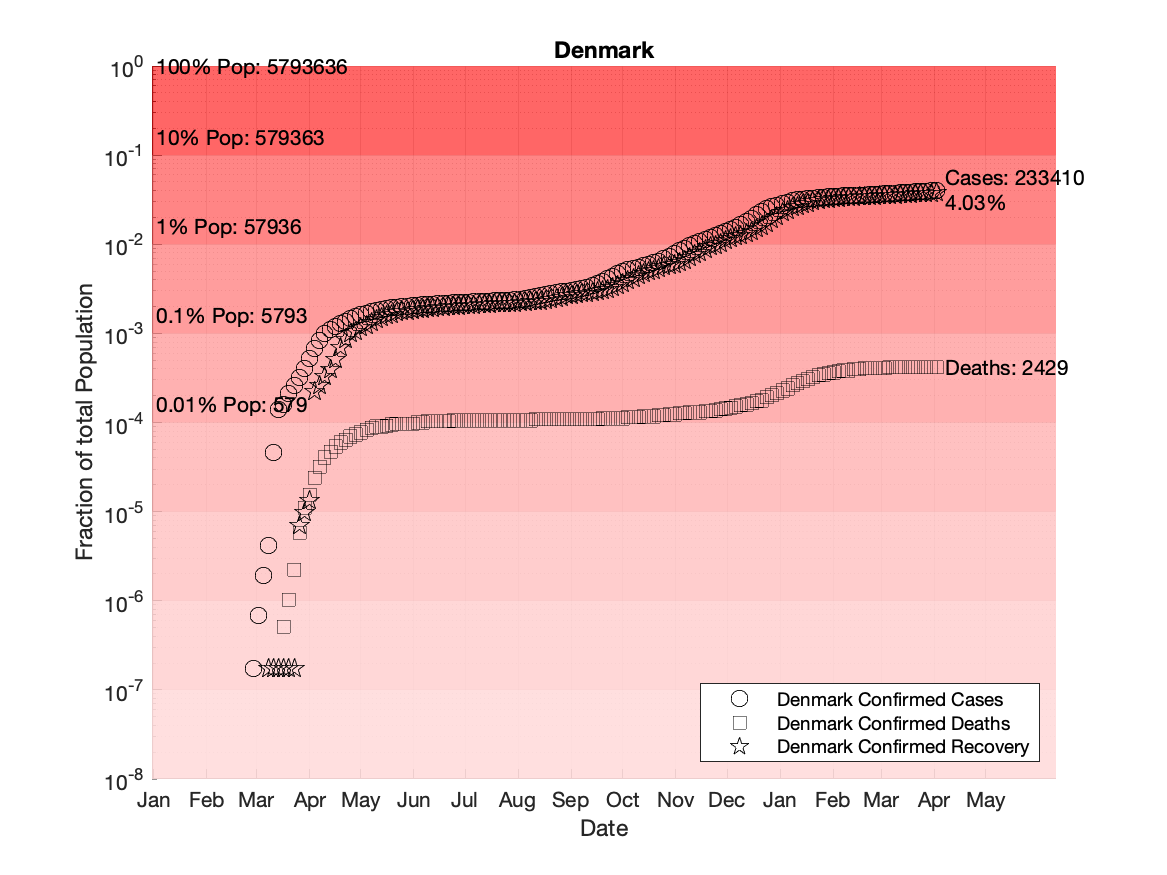 Denmark
10^0
100% Pop: 5793636
10% Pop: 579363
10^-1
Cases: 233410
4.03%
1% Pop: 57936
10^-2
0.1% Pop: 5793
10^-3
Deaths: 2429
0.01% Pop: 579
10^-4
10^-5
10^-6
10^-7
10^-8
Fraction of total Population
Denmark Confirmed Cases
Denmark Confirmed Deaths
Denmark Confirmed Recovery
Jan Feb Mar Apr May Jun Jul Aug Sep Oct Nov Dec Jan Feb Mar Apr May
Date